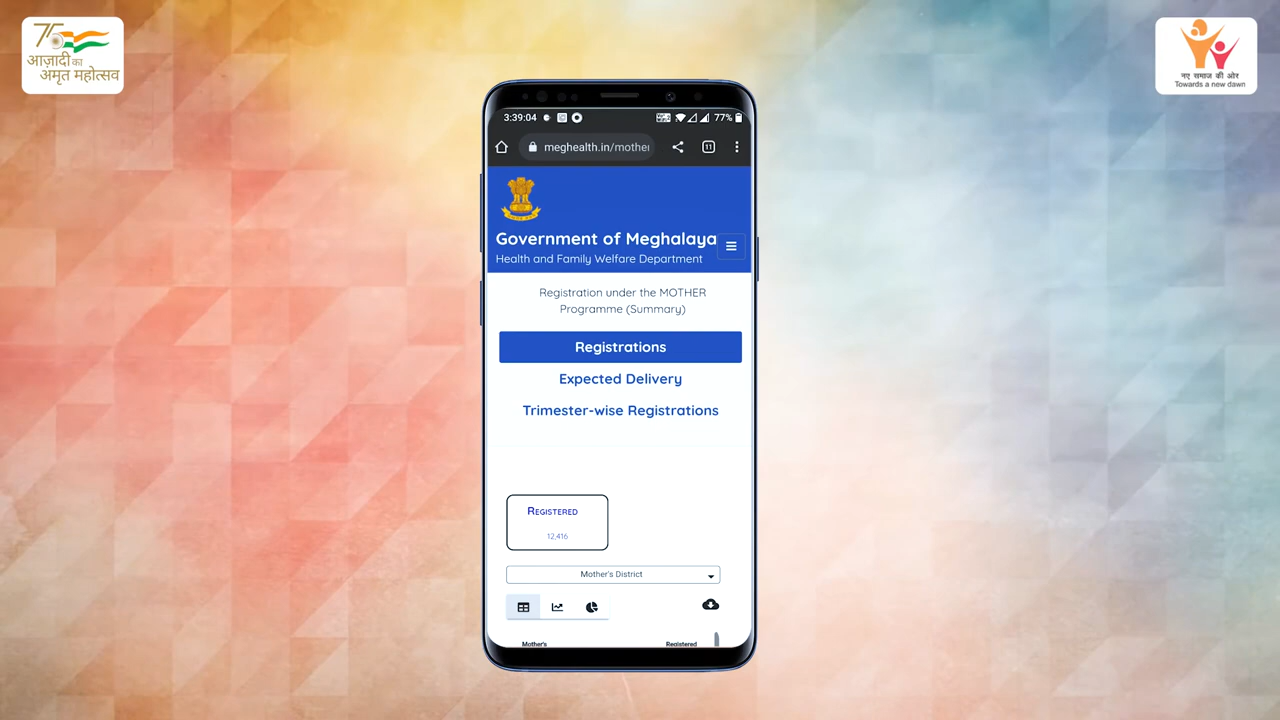 75
आज़ादी का
अमृत महोत्सव
नए समाज की ओर
Towards a new dawn
3:39:04
77%
meghealth.in/mother
11
Government of Meghalaya
Health and Family Welfare Department
Registration under the MOTHER
Programme (Summary)
Registrations
Expected Delivery
Trimester-wise Registrations
Registered
12,416
Mother's District
Mother's Registered